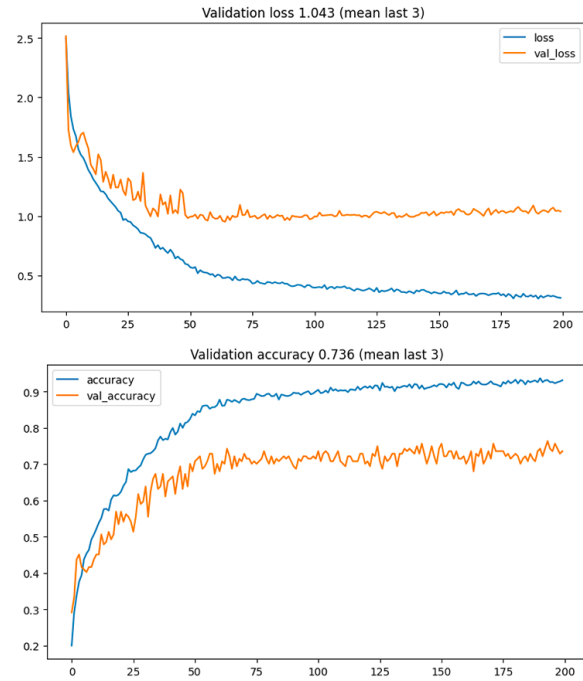 Validation loss 1.043 (mean last 3)
loss
val_loss
2.5
2.0
1.5
1.0
0.5
0 25 50 75 100 125 150 175 200
Validation accuracy 0.736 (mean last 3)
accuracy
val_accuracy
0.9
0.8
0.7
0.6
0.5
0.4
0.3
0.2
0 25 50 75 100 125 150 175 200